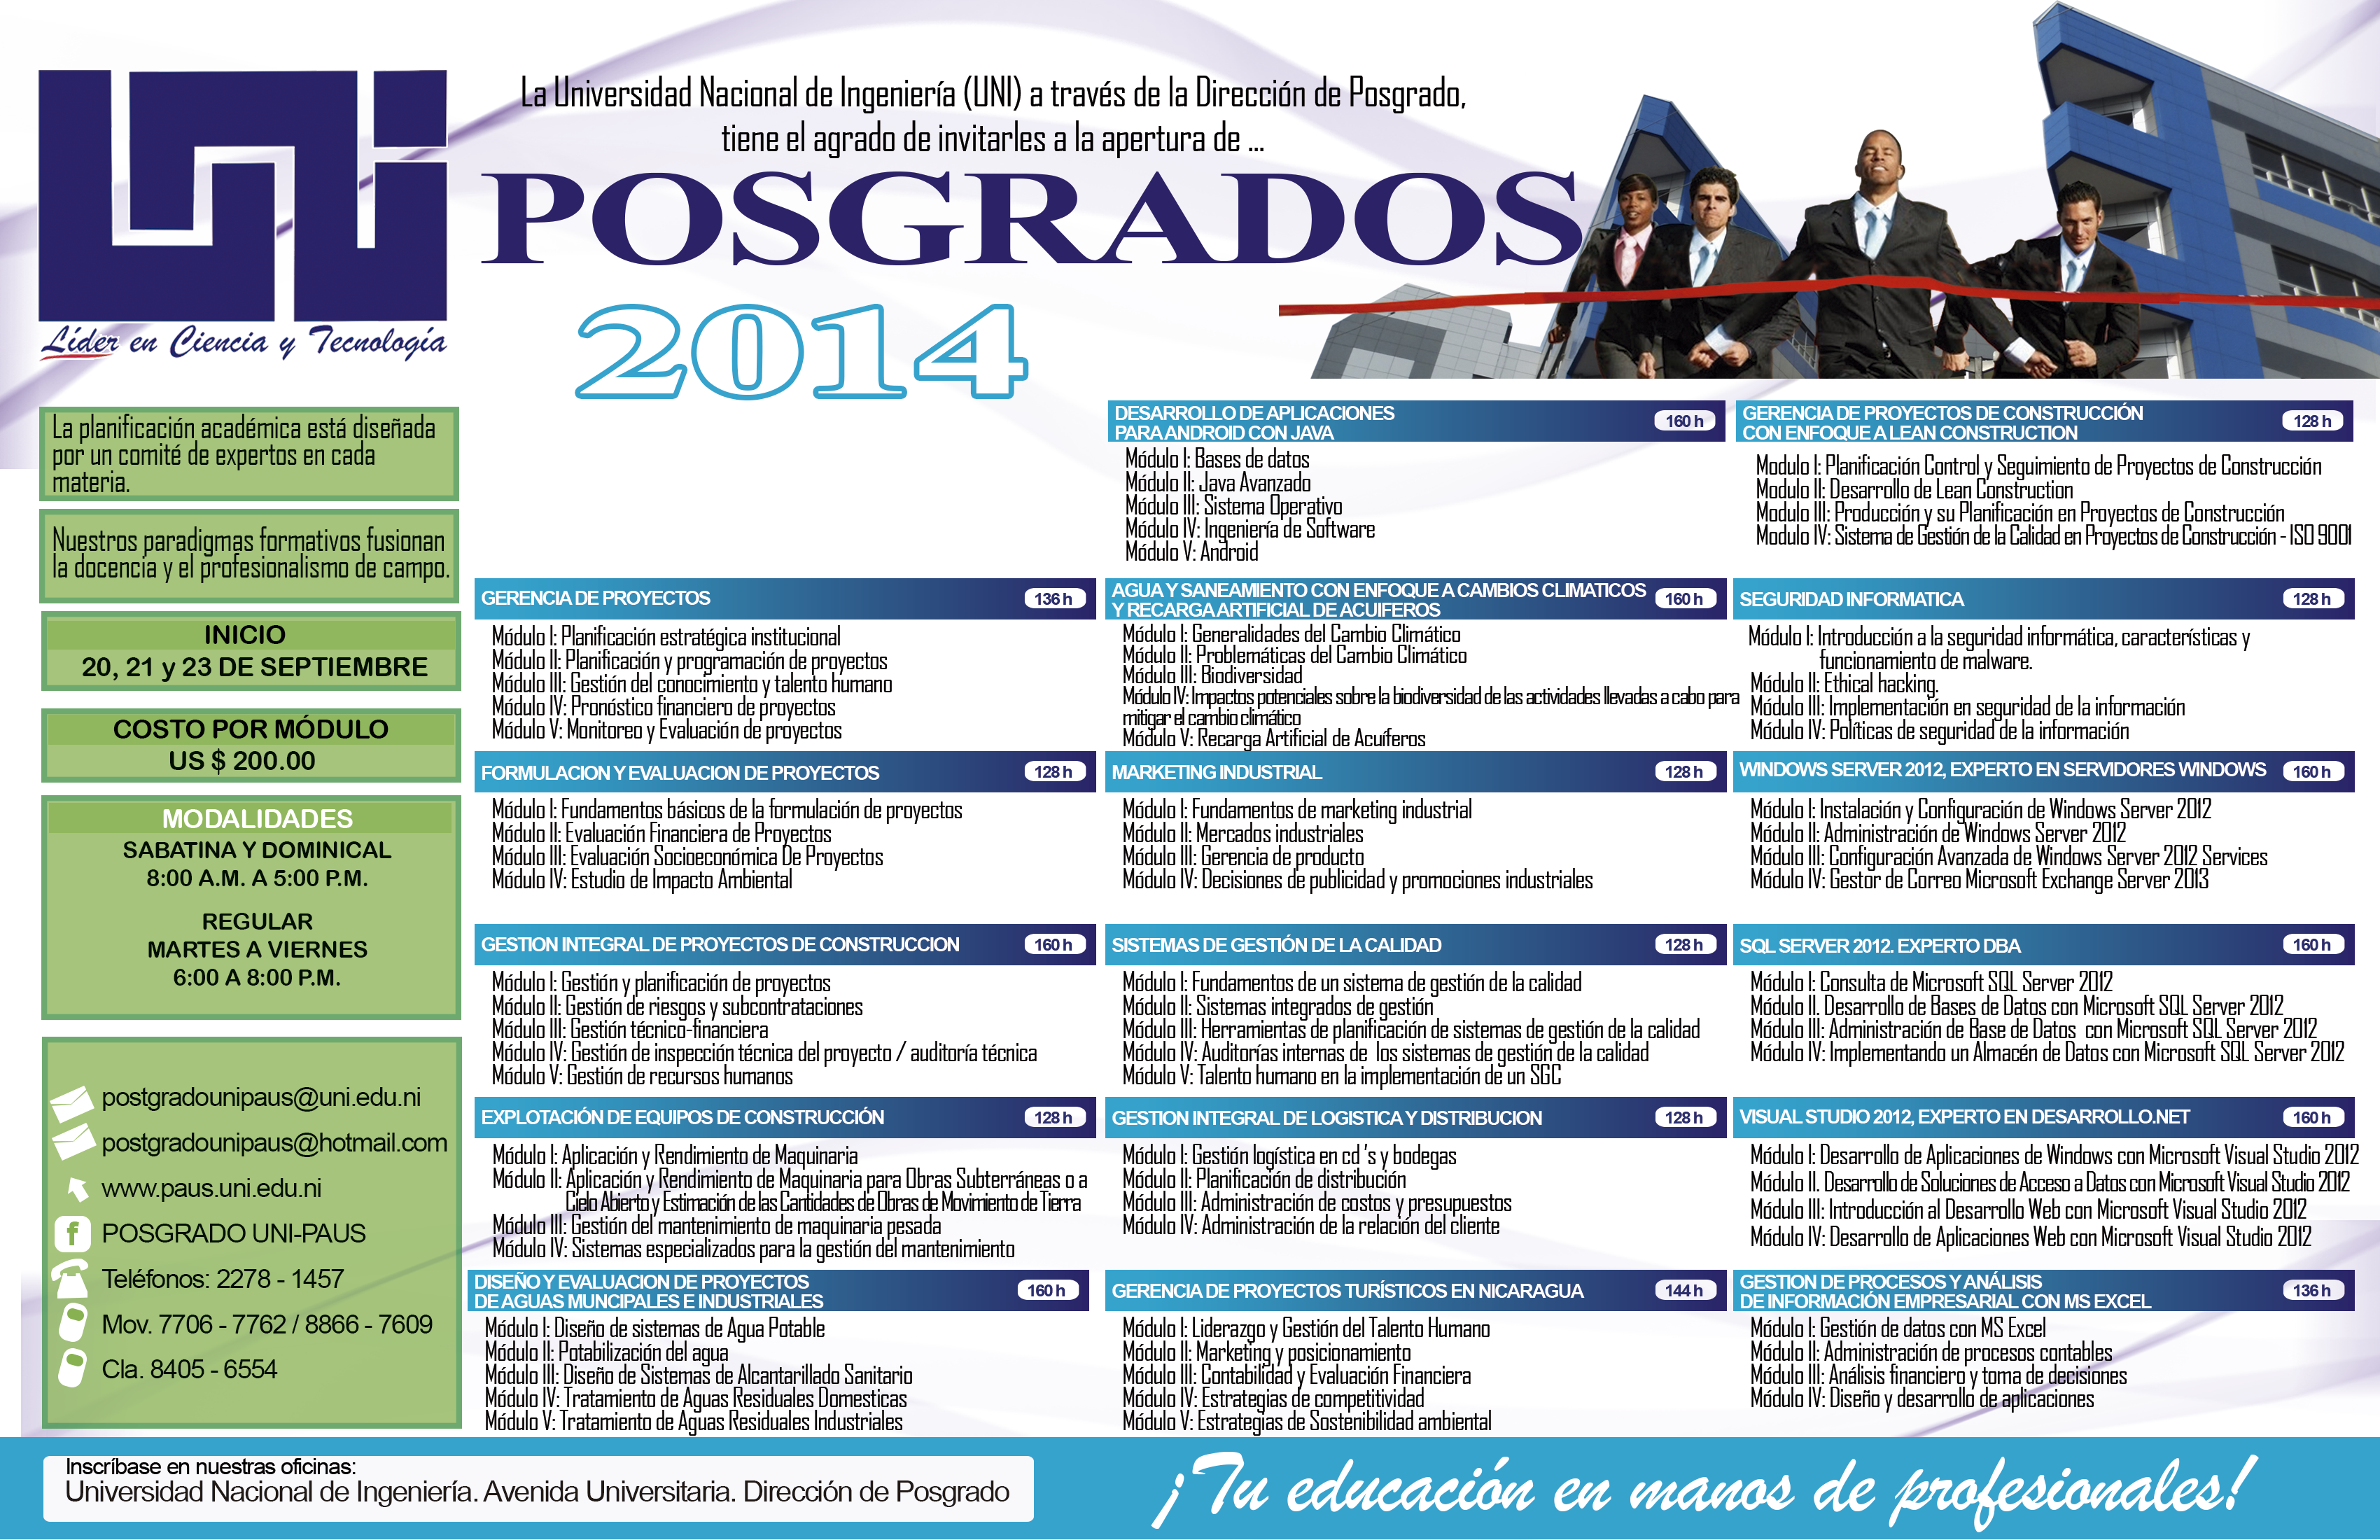 UNI
Líder en Ciencia y Tecnología
La Universidad Nacional de Ingeniería (UNI) a través de la Dirección de Posgrado,
tiene el agrado de invitarles a la apertura de ...
POSGRADOS
2014
La planificación académica está diseñada
por un comité de expertos en cada
materia.
Nuestros paradigmas formativos fusionan
la docencia y el profesionalismo de campo.
INICIO
20, 21 y 23 DE SEPTIEMBRE
COSTO POR MÓDULO
US $ 200.00
MODALIDADES
SABATINA Y DOMINICAL
8:00 A.M. A 5:00 P.M.
REGULAR
MARTES A VIERNES
6:00 A 8:00 P.M.
postgradounipaus@uni.edu.ni
postgradounipaus@hotmail.com
www.paus.uni.edu.ni
f POSGRADO UNI-PAUS
Teléfonos: 2278 - 1457
Mov. 7706 - 7762 / 8866 - 7609
Cla. 8405 - 6554
GERENCIA DE PROYECTOS 136 h
Módulo I: Planificación estratégica institucional
Módulo II: Planificación y programación de proyectos
Módulo III: Gestión del conocimiento y talento humano
Módulo IV: Pronóstico financiero de proyectos
Módulo V: Monitoreo y Evaluación de proyectos
FORMULACION Y EVALUACION DE PROYECTOS 128 h
Módulo I: Fundamentos básicos de la formulación de proyectos
Módulo II: Evaluación Financiera de Proyectos
Módulo III: Evaluación Socioeconómica De Proyectos
Módulo IV: Estudio de Impacto Ambiental
GESTION INTEGRAL DE PROYECTOS DE CONSTRUCCION 160 h
Módulo I: Gestión y planificación de proyectos
Módulo II: Gestión de riesgos y subcontrataciones
Módulo III: Gestión técnico-financiera
Módulo IV: Gestión de inspección técnica del proyecto / auditoría técnica
Módulo V: Gestión de recursos humanos
EXPLOTACIÓN DE EQUIPOS DE CONSTRUCCIÓN 128 h
Módulo I: Aplicación y Rendimiento de Maquinaria
Módulo II: Aplicación y Rendimiento de Maquinaria para Obras Subterráneas o a
Cielo Abierto y Estimación de las Cantidades de Obras de Movimiento de Tierra
Módulo III: Gestión del mantenimiento de maquinaria pesada
Módulo IV: Sistemas especializados para la gestión del mantenimiento
DISEÑO Y EVALUACION DE PROYECTOS
DE AGUAS MUNCIPALES E INDUSTRIALES 160 h
Módulo I: Diseño de sistemas de Agua Potable
Módulo II: Potabilización del agua
Módulo III: Diseño de Sistemas de Alcantarillado Sanitario
Módulo IV: Tratamiento de Aguas Residuales Domesticas
Módulo V: Tratamiento de Aguas Residuales Industriales
DESARROLLO DE APLICACIONES
PARA ANDROID CON JAVA 160 h
Módulo I: Bases de datos
Módulo II: Java Avanzado
Módulo III: Sistema Operativo
Módulo IV: Ingeniería de Software
Módulo V: Android
AGUA Y SANEAMIENTO CON ENFOQUE A CAMBIOS CLIMATICOS
Y RECARGA ARTIFICIAL DE ACUIFEROS 160 h
Módulo I: Generalidades del Cambio Climático
Módulo II: Problemáticas del Cambio Climático
Módulo III: Biodiversidad
Módulo IV: Impactos potenciales sobre la biodiversidad de las actividades llevadas a cabo para
mitigar el cambio climático
Módulo V: Recarga Artificial de Acuíferos
MARKETING INDUSTRIAL 128 h
Módulo I: Fundamentos de marketing industrial
Módulo II: Mercados industriales
Módulo III: Gerencia de producto
Módulo IV: Decisiones de publicidad y promociones industriales
SISTEMAS DE GESTIÓN DE LA CALIDAD 128 h
Módulo I: Fundamentos de un sistema de gestión de la calidad
Módulo II: Sistemas integrados de gestión
Módulo III: Herramientas de planificación de sistemas de gestión de la calidad
Módulo IV: Auditorías internas de los sistemas de gestión de la calidad
Módulo V: Talento humano en la implementación de un SGC
GESTION INTEGRAL DE LOGISTICA Y DISTRIBUCION 128 h
Módulo I: Gestión logística en cd 's y bodegas
Módulo II: Planificación de distribución
Módulo III: Administración de costos y presupuestos
Módulo IV: Administración de la relación del cliente
GERENCIA DE PROYECTOS TURÍSTICOS EN NICARAGUA 144 h
Módulo I: Liderazgo y Gestión del Talento Humano
Módulo II: Marketing y posicionamiento
Módulo III: Contabilidad y Evaluación Financiera
Módulo IV: Estrategias de competitividad
Módulo V: Estrategias de Sostenibilidad ambiental
GERENCIA DE PROYECTOS DE CONSTRUCCIÓN
CON ENFOQUE A LEAN CONSTRUCTION 128 h
Modulo I: Planificación Control y Seguimiento de Proyectos de Construcción
Modulo II: Desarrollo de Lean Construction
Modulo III: Producción y su Planificación en Proyectos de Construcción
Modulo IV: Sistema de Gestión de la Calidad en Proyectos de Construcción - ISO 9001
SEGURIDAD INFORMATICA 128 h
Módulo I: Introducción a la seguridad informática, características y
funcionamiento de malware.
Módulo II: Ethical hacking.
Módulo III: Implementación en seguridad de la información
Módulo IV: Políticas de seguridad de la información
WINDOWS SERVER 2012, EXPERTO EN SERVIDORES WINDOWS 160 h
Módulo I: Instalación y Configuración de Windows Server 2012
Módulo II: Administración de Windows Server 2012
Módulo III: Configuración Avanzada de Windows Server 2012 Services
Módulo IV: Gestor de Correo Microsoft Exchange Server 2013
SQL SERVER 2012. EXPERTO DBA 160 h
Módulo I: Consulta de Microsoft SQL Server 2012
Módulo II. Desarrollo de Bases de Datos con Microsoft SQL Server 2012
Módulo III: Administración de Base de Datos con Microsoft SQL Server 2012
Módulo IV: Implementando un Almacén de Datos con Microsoft SQL Server 2012
VISUAL STUDIO 2012, EXPERTO EN DESARROLLO.NET 160 h
Módulo I: Desarrollo de Aplicaciones de Windows con Microsoft Visual Studio 2012
Módulo II. Desarrollo de Soluciones de Acceso a Datos con Microsoft Visual Studio 2012
Módulo III: Introducción al Desarrollo Web con Microsoft Visual Studio 2012
Módulo IV: Desarrollo de Aplicaciones Web con Microsoft Visual Studio 2012
GESTION DE PROCESOS Y ANÁLISIS
DE INFORMACIÓN EMPRESARIAL CON MS EXCEL 136 h
Módulo I: Gestión de datos con MS Excel
Módulo II: Administración de procesos contables
Módulo III: Análisis financiero y toma de decisiones
Módulo IV: Diseño y desarrollo de aplicaciones
Inscríbase en nuestras oficinas:
Universidad Nacional de Ingeniería. Avenida Universitaria. Dirección de Posgrado
¡Tu educación en manos de profesionales!